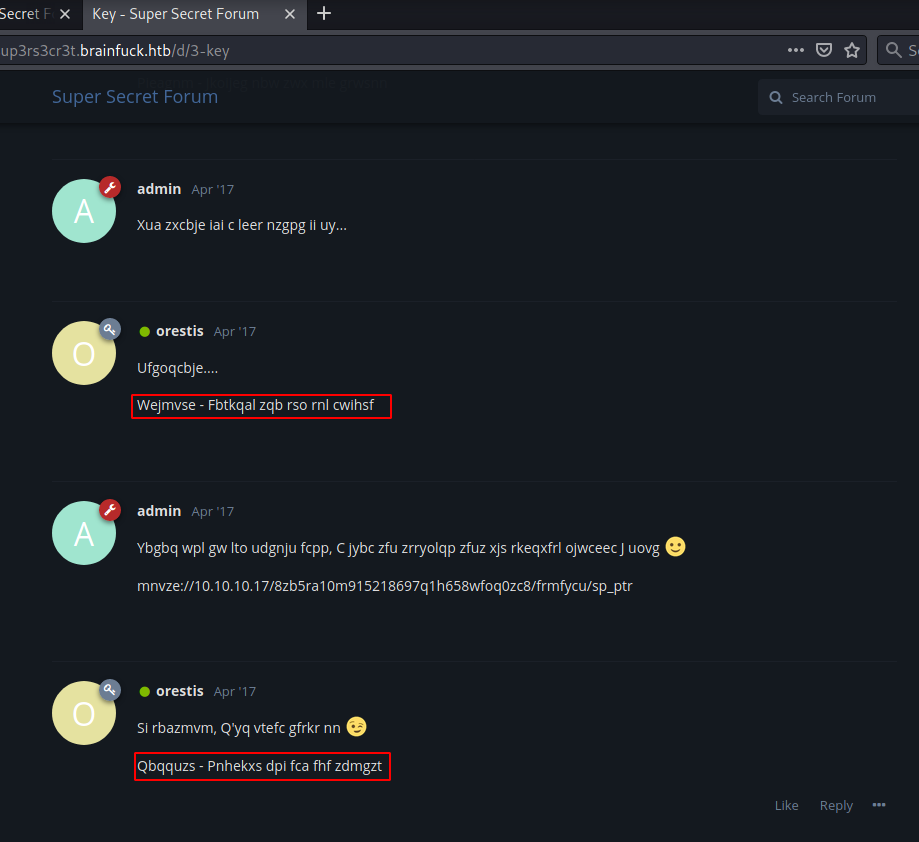 Secret F
Key - Super Secret Forum
up3rs3cr3t.brainfuck.htb/d/3-key
Super Secret Forum
Search Forum
A
admin Apr '17
Xua zxcbje iai c leer nzgpg ii uy...
O
orestis Apr '17
Ufgoqcbje....
Wejmvse - Fbtkqal zqb rso rnl cwihsf
A
admin Apr '17
Ybgbq wpl gw lto udgnju fcpp, C jybc zfu zrryolqp zfuz xjs rkeqxfrl ojwceec J uovg
mnvze://10.10.10.17/8zb5ra10m915218697q1h658wfoq0zc8/frmfycu/sp_ptr
O
orestis Apr '17
Si rbazmvm, Q'yq vtefc gfrkr nn
Qbqquzs - Pnhekxs dpi fca fhf zdmgzt
Like Reply